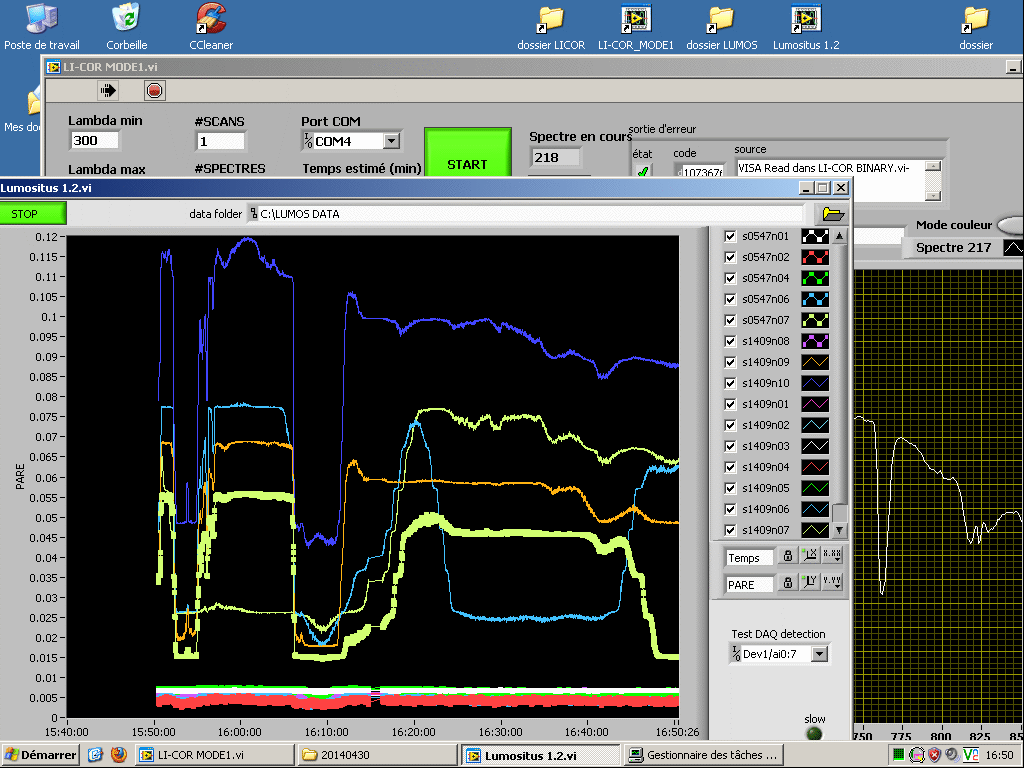 Poste de travail Corbeille CCleaner dossier LICOR LI-COR_MODE1 dossier LUMOS Lumositus 1.2 dossier
LI-COR MODE1.vi
Mes do
Lambda min #SCANS Port COM Spectre en cours sortie d'erreur
300 1 COM4 218 état code source
Lambda max #SPECTRES Temps estimé (min) START VISA Read dans LI-COR BINARY.vi-
Lumositus 1.2.vi
STOP data folder C:\LUMOS DATA
Mode couleur
Spectre 217
0.12
0.115
0.11
0.105
0.1
0.095
0.09
0.085
0.08
0.075
0.07
0.065
0.06
0.055
0.05
0.045
0.04
0.035
0.03
0.025
0.02
0.015
0.01
0.005
0
PARE
15:40:00 15:50:00 16:00:00 16:10:00 16:20:00 16:30:00 16:40:00 16:50:26
s0547n01
s0547n02
s0547n04
s0547n06
s0547n07
s1409n08
s1409n09
s1409n10
s1409n01
s1409n02
s1409n03
s1409n04
s1409n05
s1409n06
s1409n07
Temps
PARE
Test DAQ detection
Dev1/ai0:7
slow
750 775 800 825 85
Démarrer LI-COR MODE1.vi 20140430 Lumositus 1.2.vi Gestionnaire des tâches ... 16:50